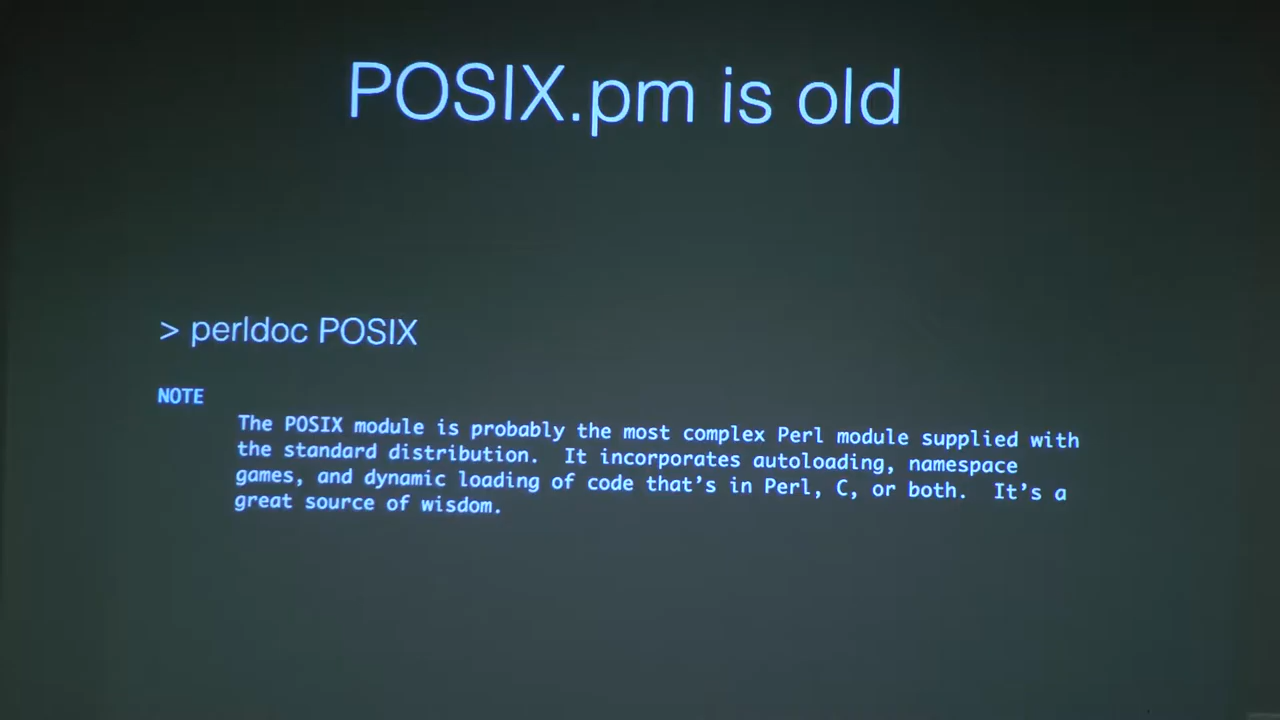 POSIX.pm is old
> perldoc POSIX
NOTE
The POSIX module is probably the most complex Perl module supplied with
the standard distribution.  It incorporates autoloading, namespace
games, and dynamic loading of code that's in Perl, C, or both.  It's a
great source of wisdom.